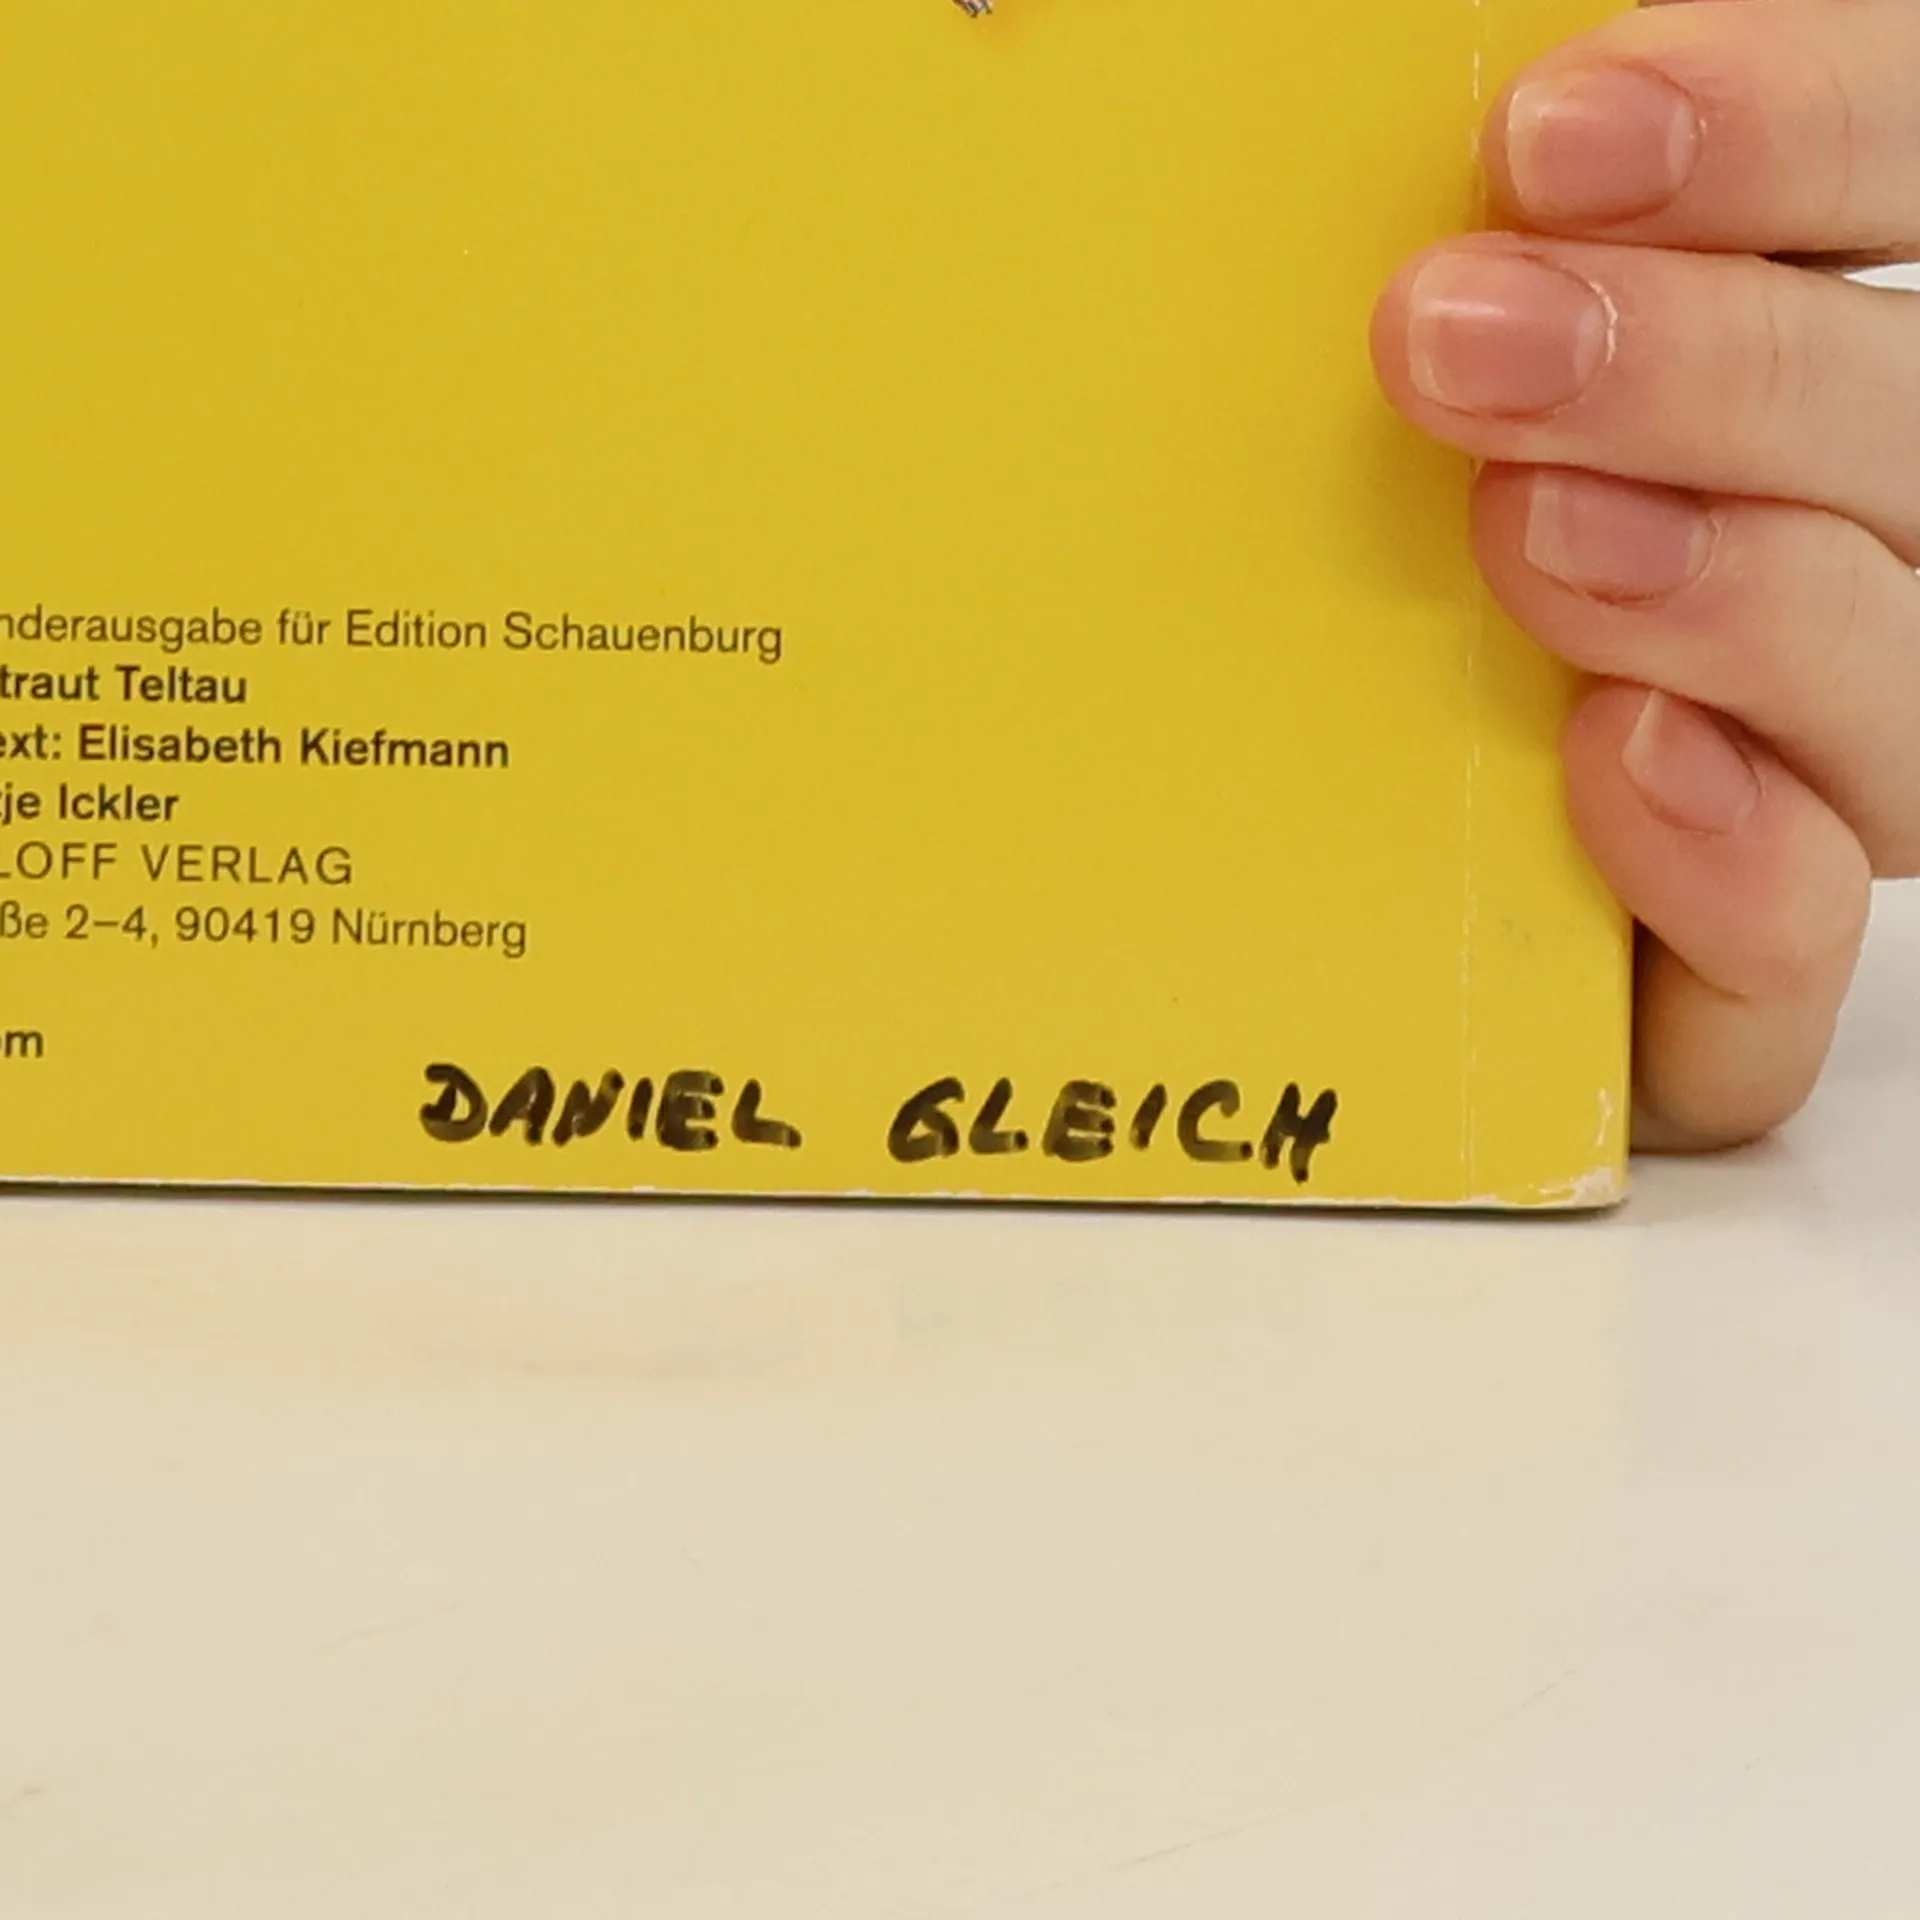 nderausgabe für Edition Schauenburg
traut Teltau
ext: Elisabeth Kiefmann
tje Ickler
LOFF VERLAG
ße 2–4, 90419 Nürnberg
om
DANIEL GLEICH